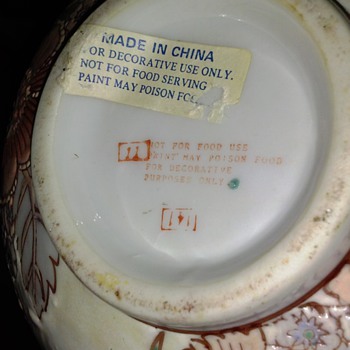 MADE IN CHINA
FOR DECORATIVE USE ONLY.
NOT FOR FOOD SERVING
PAINT MAY POISON
NOT FOR FOOD USE
PAINT MAY POISON FOOD
FOR DECORATIVE
PURPOSES ONLY